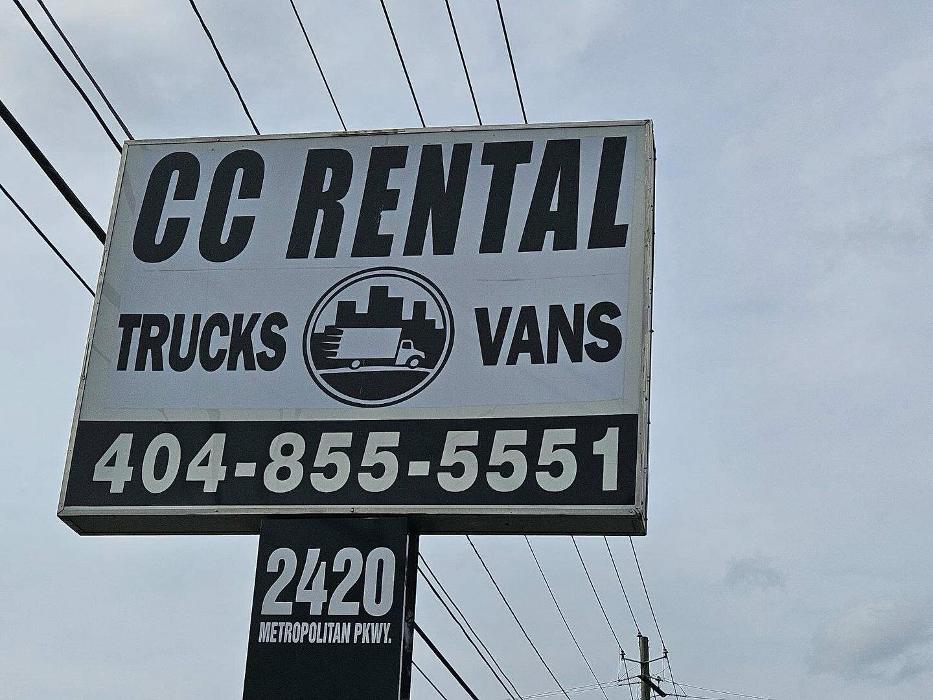 CC RENTAL
TRUCKS VANS
404-855-5551
2420
METROPOLITAN PKWY.